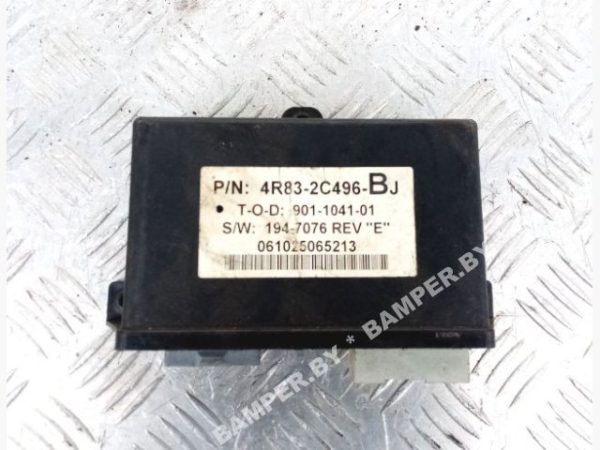 P/N: 4R83-2C496-BJ
• T-O-D: 901-1041-01
S/W: 194-7076 REV "E"
061025065213
BAMPER.BY * BAMPER.BY